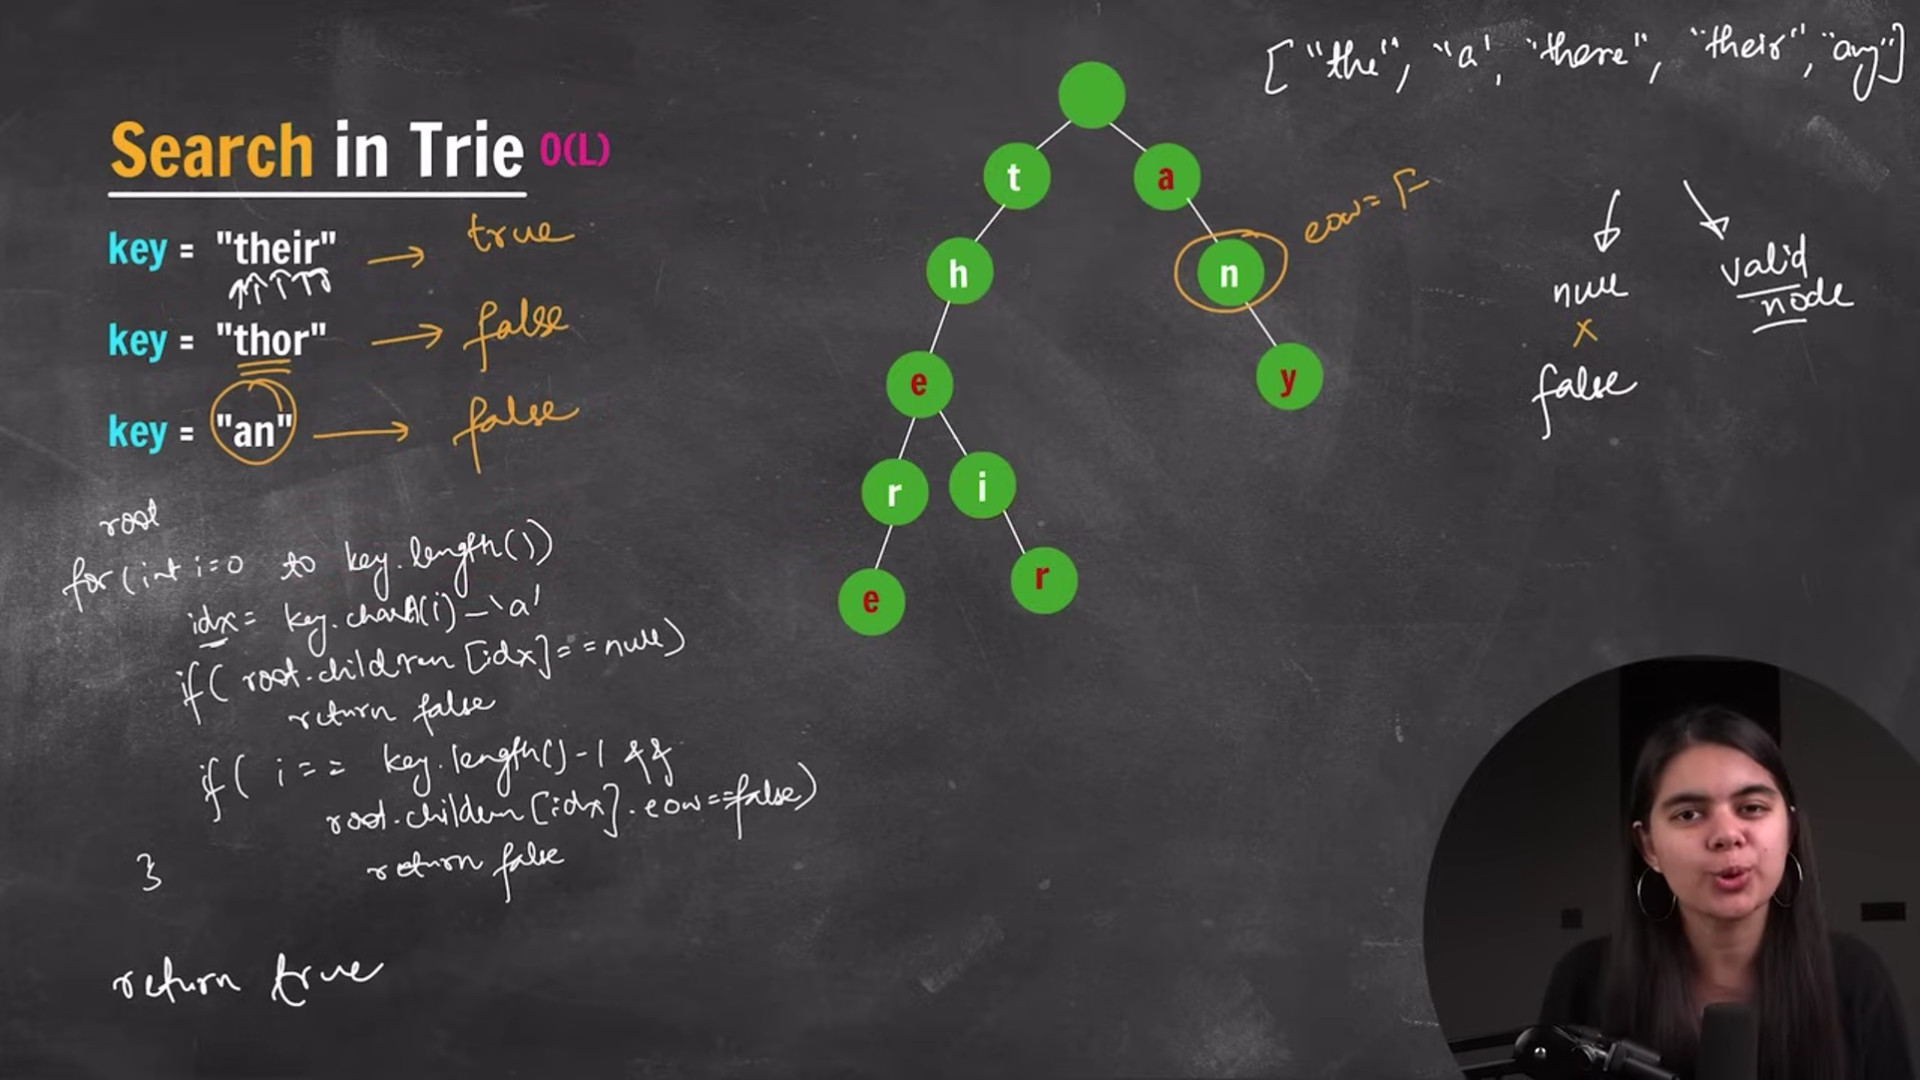 ["the", "a", "there", "their", "any"]
Search in Trie O(L)
key = "their" → true
key = "thor" → false
key = "an" → false
t
a
h
n
eow = F
e
y
r
i
e
r
null
x
false
valid
node
root
for (int i=0 to key.length())
idx = key.charAt(i) - 'a'
if( root.children [idx] == null)
return false
if( i == key.length()-1 &&
root.childern [idx].eow==false)
return false
}
return true